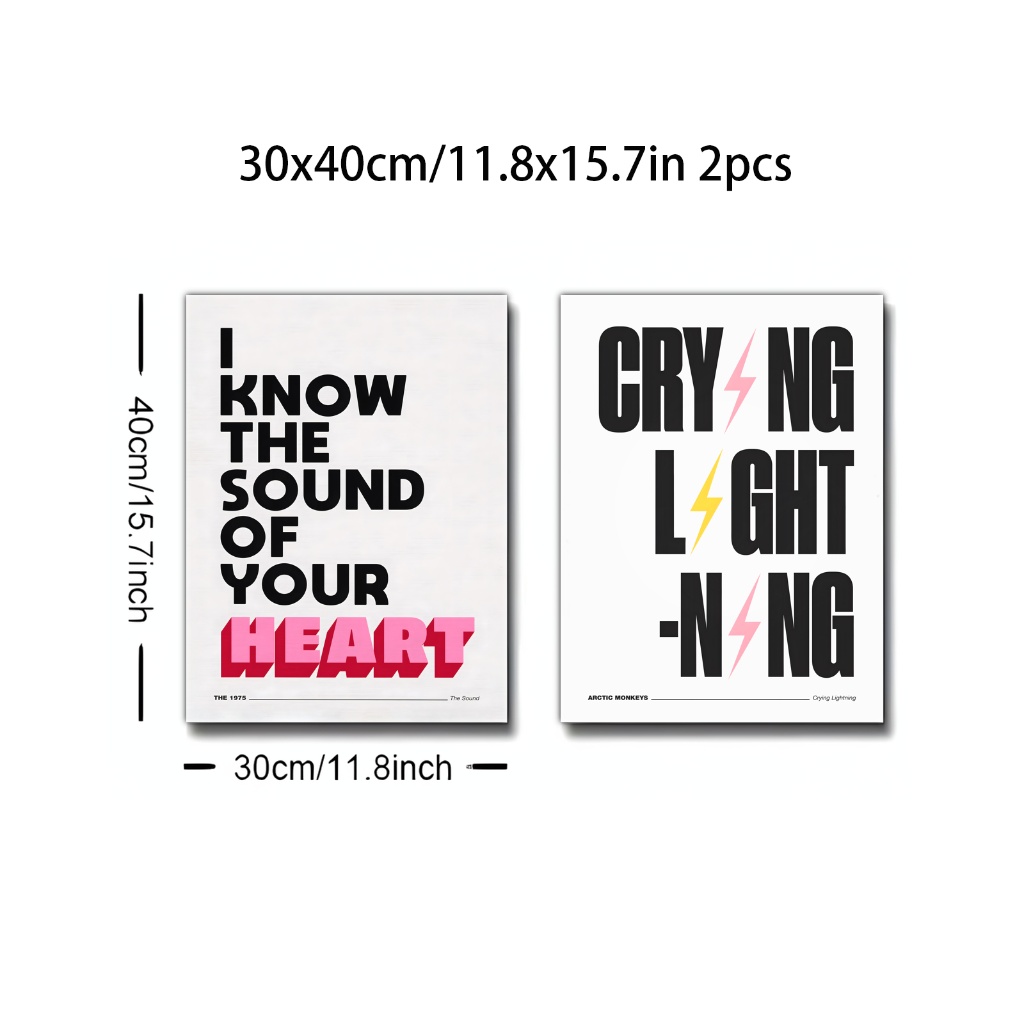 30x40cm/11.8x15.7in 2pcs
40cm/15.7inch
I
KNOW
THE
SOUND
OF
YOUR
HEART
THE 1975 The Sound
30cm/11.8inch
CRY NG
L GHT
-N NG
ARCTIC MONKEYS Crying Lightning